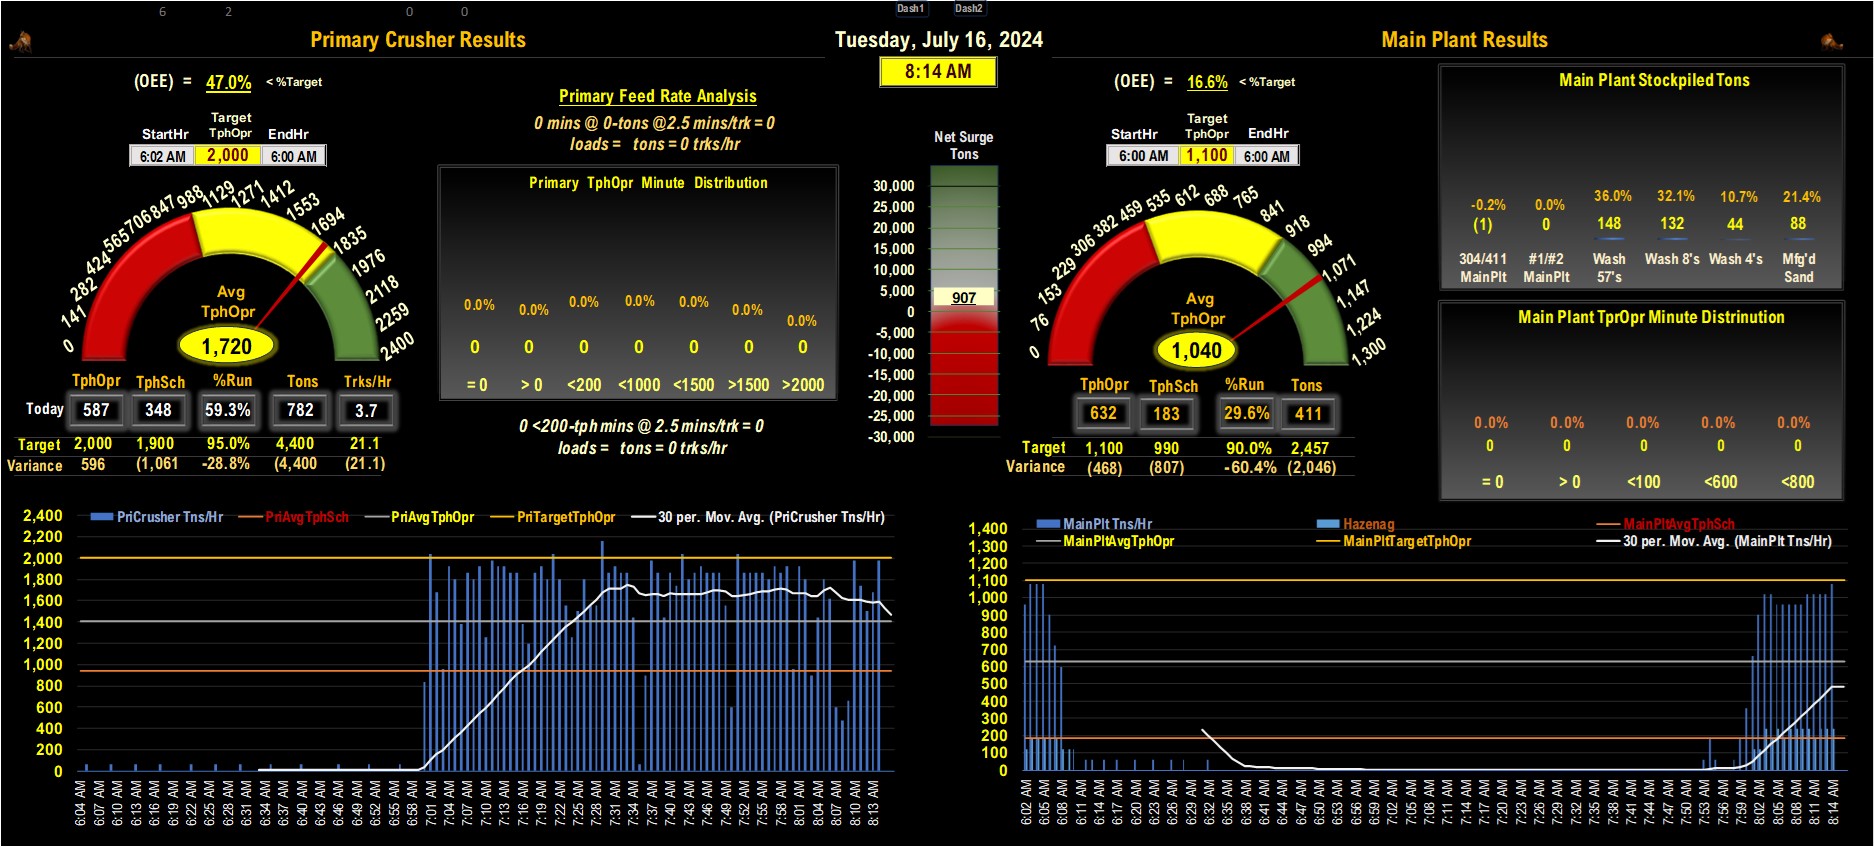 6 2 0 0 Dash1 Dash2
Primary Crusher Results
Tuesday, July 16, 2024
Main Plant Results
8:14 AM
(OEE) = 47.0% < %Target
Target
StartHr TphOpr EndHr
6:02 AM 2,000 6:00 AM
0 141 282 424 565 706 847 988 1129 1271 1412 1553 1694 1835 1976 2118 2259 2400
Avg
TphOpr
1,720
TphOpr TphSch %Run Tons Trks/Hr
Today 587 348 59.3% 782 3.7
Target 2,000 1,900 95.0% 4,400 21.1
Variance 596 (1,061 -28.8% (4,400 (21.1)
Primary Feed Rate Analysis
0 mins @ 0-tons @2.5 mins/trk = 0
loads = tons = 0 trks/hr
Primary TphOpr Minute Distribution
0.0% 0.0% 0.0% 0.0% 0.0% 0.0% 0.0%
0 0 0 0 0 0 0
= 0 > 0 <200 <1000 <1500 >1500 >2000
0 <200-tph mins @ 2.5 mins/trk = 0
loads = tons = 0 trks/hr
Net Surge
Tons
30,000
25,000
20,000
15,000
10,000
5,000
907
0
-5,000
-10,000
-15,000
-20,000
-25,000
-30,000
(OEE) = 16.6% < %Target
Target
StartHr TphOpr EndHr
6:00 AM 1,100 6:00 AM
0 76 153 229 306 382 459 535 612 688 765 841 918 994 1,071 1,147 1,224 1,300
Avg
TphOpr
1,040
TphOpr TphSch %Run Tons
632 183 29.6% 411
Target 1,100 990 90.0% 2,457
Variance (468) (807) -60.4% (2,046)
Main Plant Stockpiled Tons
-0.2% 0.0% 36.0% 32.1% 10.7% 21.4%
(1) 0 148 132 44 88
304/411 #1/#2 Wash Wash 8's Wash 4's Mfg'd
MainPlt MainPlt 57's Sand
Main Plant TprOpr Minute Distrinution
0.0% 0.0% 0.0% 0.0% 0.0%
0 0 0 0 0
= 0 > 0 <100 <600 <800
PriCrusher Tns/Hr PriAvgTphSch PriAvgTphOpr PriTargetTphOpr 30 per. Mov. Avg. (PriCrusher Tns/Hr)
2,400
2,200
2,000
1,800
1,600
1,400
1,200
1,000
800
600
400
200
0
6:04 AM 6:07 AM 6:10 AM 6:13 AM 6:16 AM 6:19 AM 6:22 AM 6:25 AM 6:28 AM 6:31 AM 6:34 AM 6:37 AM 6:40 AM 6:43 AM 6:46 AM 6:49 AM 6:52 AM 6:55 AM 6:58 AM 7:01 AM 7:04 AM 7:07 AM 7:10 AM 7:13 AM 7:16 AM 7:19 AM 7:22 AM 7:25 AM 7:28 AM 7:31 AM 7:34 AM 7:37 AM 7:40 AM 7:43 AM 7:46 AM 7:49 AM 7:52 AM 7:55 AM 7:58 AM 8:01 AM 8:04 AM 8:07 AM 8:10 AM 8:13 AM
MainPlt Tns/Hr Hazenag MainPltAvgTphSch
MainPltAvgTphOpr MainPltTargetTphOpr 30 per. Mov. Avg. (MainPlt Tns/Hr)
1,400
1,300
1,200
1,100
1,000
900
800
700
600
500
400
300
200
100
0
6:02 AM 6:05 AM 6:08 AM 6:11 AM 6:14 AM 6:17 AM 6:20 AM 6:23 AM 6:26 AM 6:29 AM 6:32 AM 6:35 AM 6:38 AM 6:41 AM 6:44 AM 6:47 AM 6:50 AM 6:53 AM 6:56 AM 6:59 AM 7:02 AM 7:05 AM 7:08 AM 7:11 AM 7:14 AM 7:17 AM 7:20 AM 7:23 AM 7:26 AM 7:29 AM 7:32 AM 7:35 AM 7:38 AM 7:41 AM 7:44 AM 7:47 AM 7:50 AM 7:53 AM 7:56 AM 7:59 AM 8:02 AM 8:05 AM 8:08 AM 8:11 AM 8:14 AM